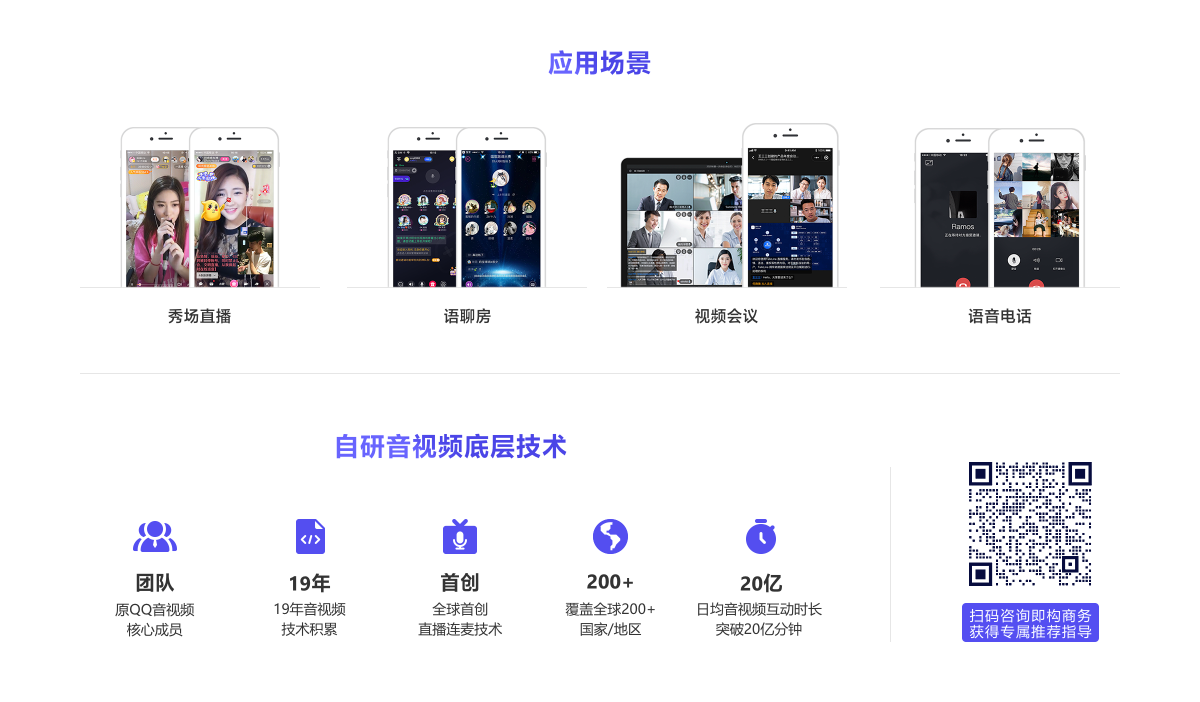 应用场景
Ramos
秀场直播
语聊房
视频会议
语音电话
自研音视频底层技术
团队
原QQ音视频
核心成员
19年
19年音视频
技术积累
首创
全球首创
直播连麦技术
200+
覆盖全球200+
国家/地区
20亿
日均音视频互动时长
突破20亿分钟
扫码咨询即构商务
获得专属推荐指导